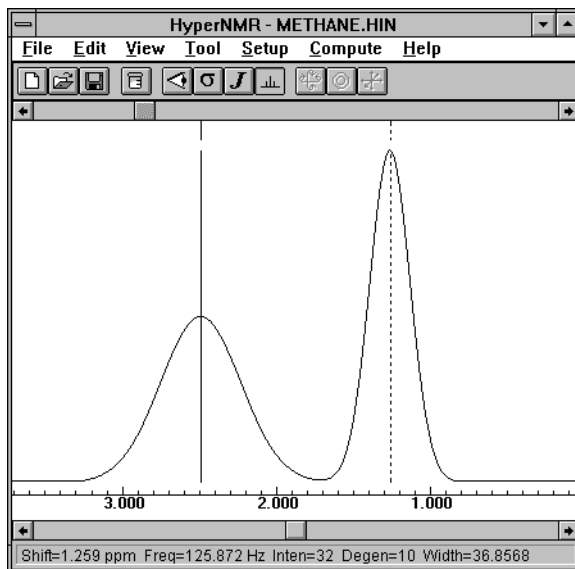 HyperNMR - METHANE.HIN
File Edit View Tool Setup Compute Help
σ J
3.000 2.000 1.000
Shift=1.259 ppm Freq=125.872 Hz Inten=32 Degen=10 Width=36.8568